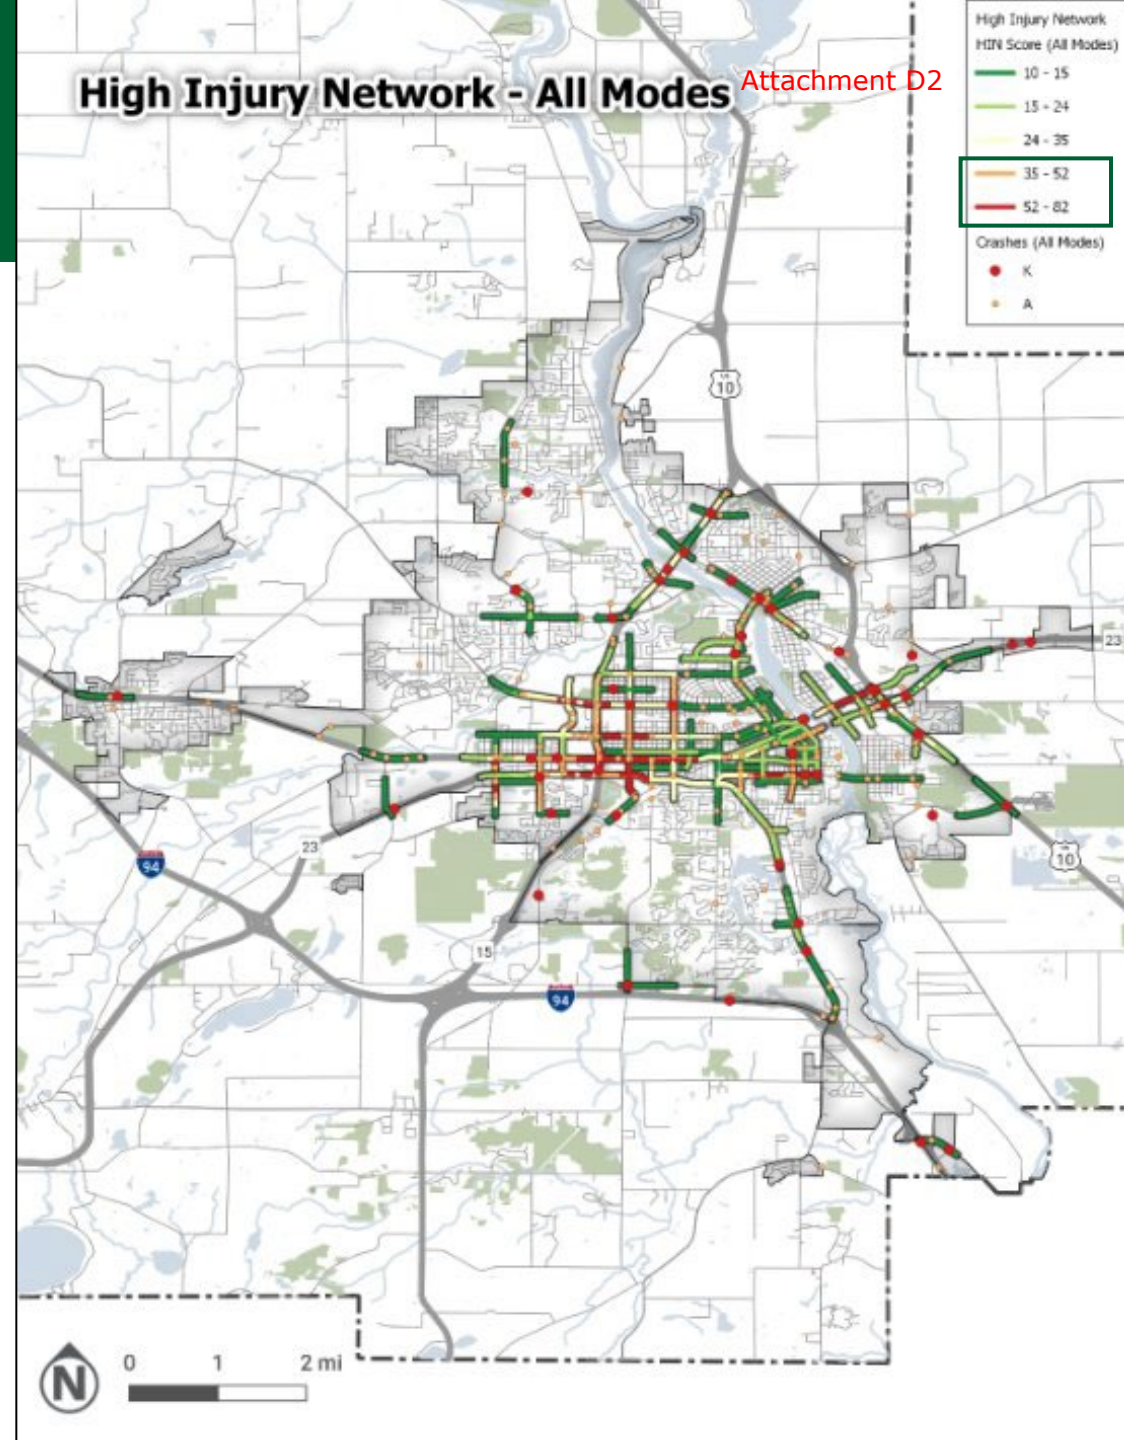 High Injury Network - All Modes
Attachment D2
High Injury Network
HIN Score (All Modes)
10 - 15
15 - 24
24 - 35
35 - 52
52 - 82
Crashes (All Modes)
K
A
US
10
23
23
94
US
10
15
94
N
0 1 2 mi